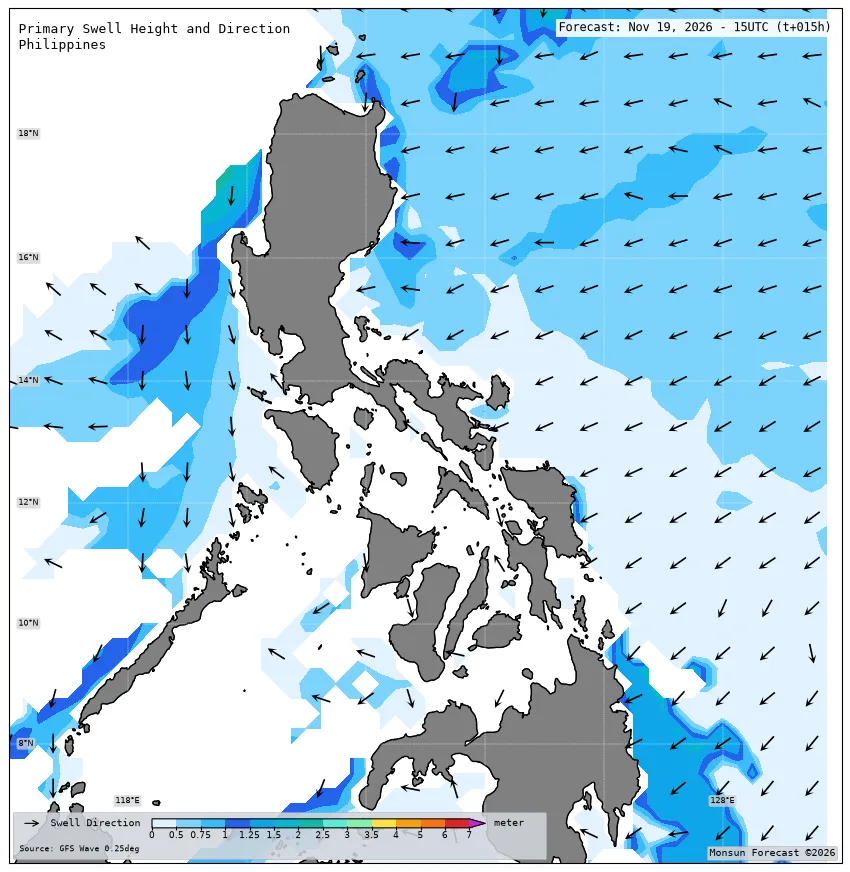 Primary Swell Height and Direction
Philippines
Forecast: Nov 19, 2026 - 15UTC (t+015h)
18°N
16°N
14°N
12°N
10°N
8°N
118°E
128°E
Swell Direction
0 0.5 0.75 1 1.25 1.5 2 2.5 3 3.5 4 5 6 7
meter
Source: GFS Wave 0.25deg
Monsun Forecast ©2026